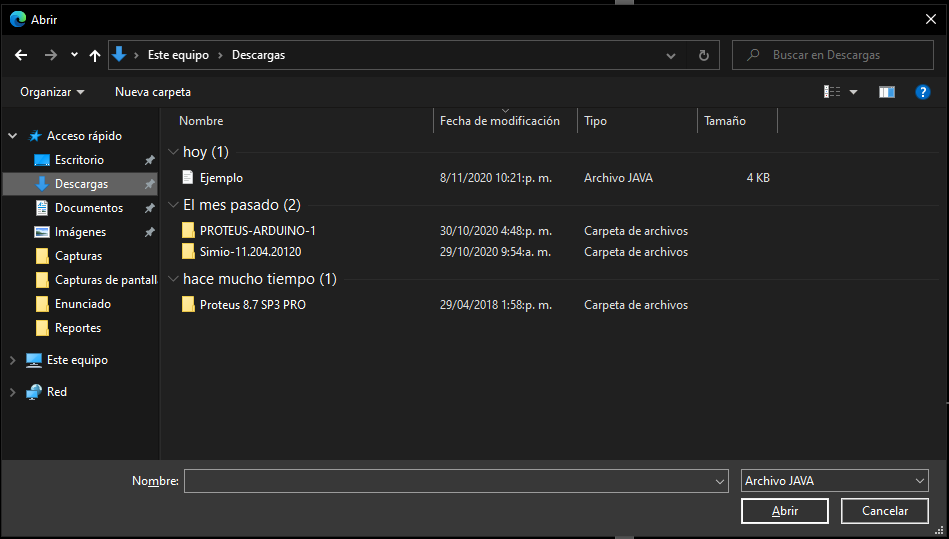 Abrir
Este equipo › Descargas
Buscar en Descargas
Organizar
Nueva carpeta
?
Nombre Fecha de modificación Tipo Tamaño
Acceso rápido
Escritorio
Descargas
Documentos
Imágenes
Capturas
Capturas de pantall
Enunciado
Reportes
Este equipo
Red
hoy (1)
Ejemplo 8/11/2020 10:21:p. m. Archivo JAVA 4 KB
El mes pasado (2)
PROTEUS-ARDUINO-1 30/10/2020 4:48:p. m. Carpeta de archivos
Simio-11.204.20120 29/10/2020 9:54:a. m. Carpeta de archivos
hace mucho tiempo (1)
Proteus 8.7 SP3 PRO 29/04/2018 1:58:p. m. Carpeta de archivos
Nombre:
Archivo JAVA
Abrir
Cancelar